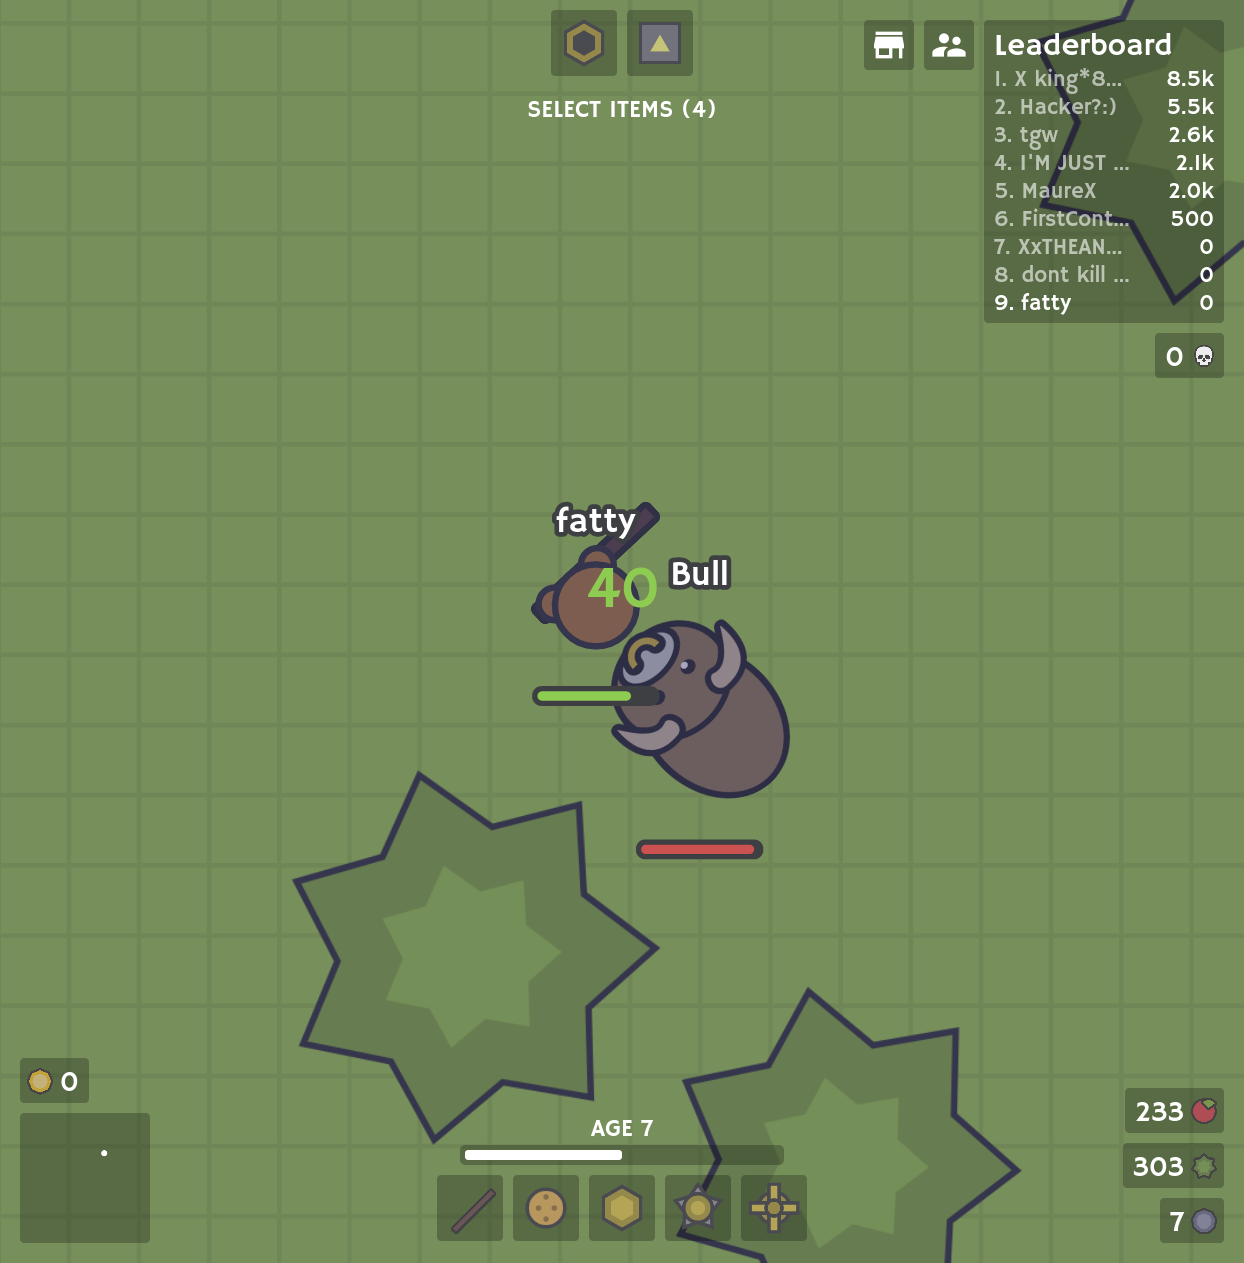 SELECT ITEMS (4)
Leaderboard
1. X king*8... 8.5k
2. Hacker?:) 5.5k
3. tgw 2.6k
4. I'M JUST ... 2.1k
5. MaureX 2.0k
6. FirstCont... 500
7. XxTHEAN... 0
8. dont kill ... 0
9. fatty 0
0
fatty
40
Bull
0
AGE 7
233
303
7